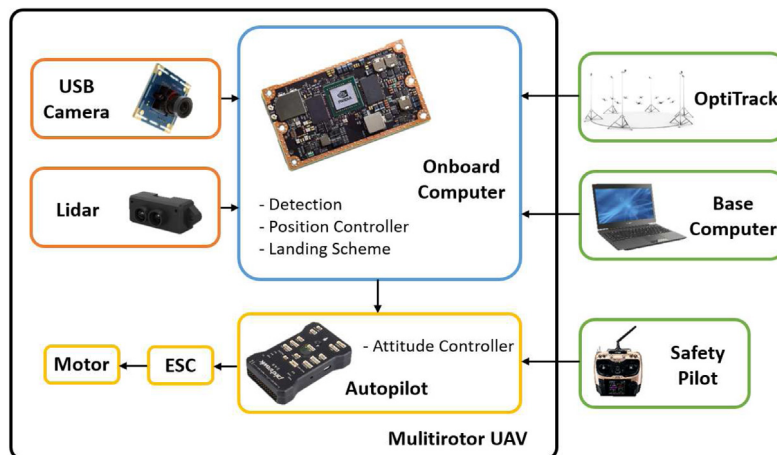 USB
Camera
Lidar
Onboard
Computer
- Detection
- Position Controller
- Landing Scheme
OptiTrack
Base
Computer
Motor
ESC
- Attitude Controller
Autopilot
Safety
Pilot
Mulitirotor UAV